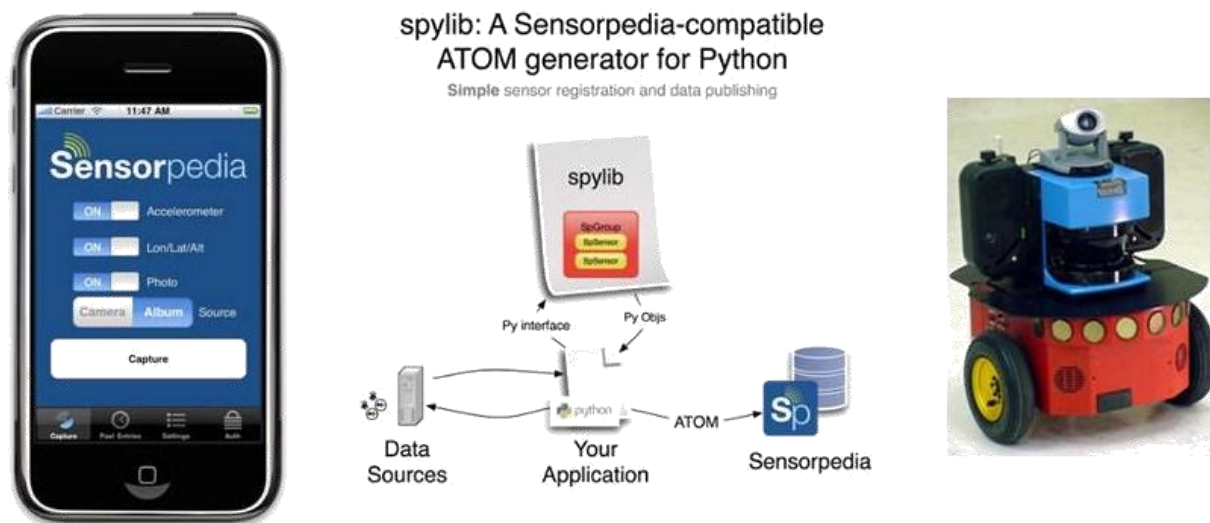 Carrier 11:47 AM
Sensorpedia
ON Accelerometer
ON Lon/Lat/Alt
ON Photo
Camera Album Source
Capture
Capture Past Entries Settings Auth
spylib: A Sensorpedia-compatible
ATOM generator for Python
Simple sensor registration and data publishing
spylib
SpGroup
SpSensor
SpSensor
Py interface
Py Objs
python
ATOM
Sp
Data
Sources
Your
Application
Sensorpedia